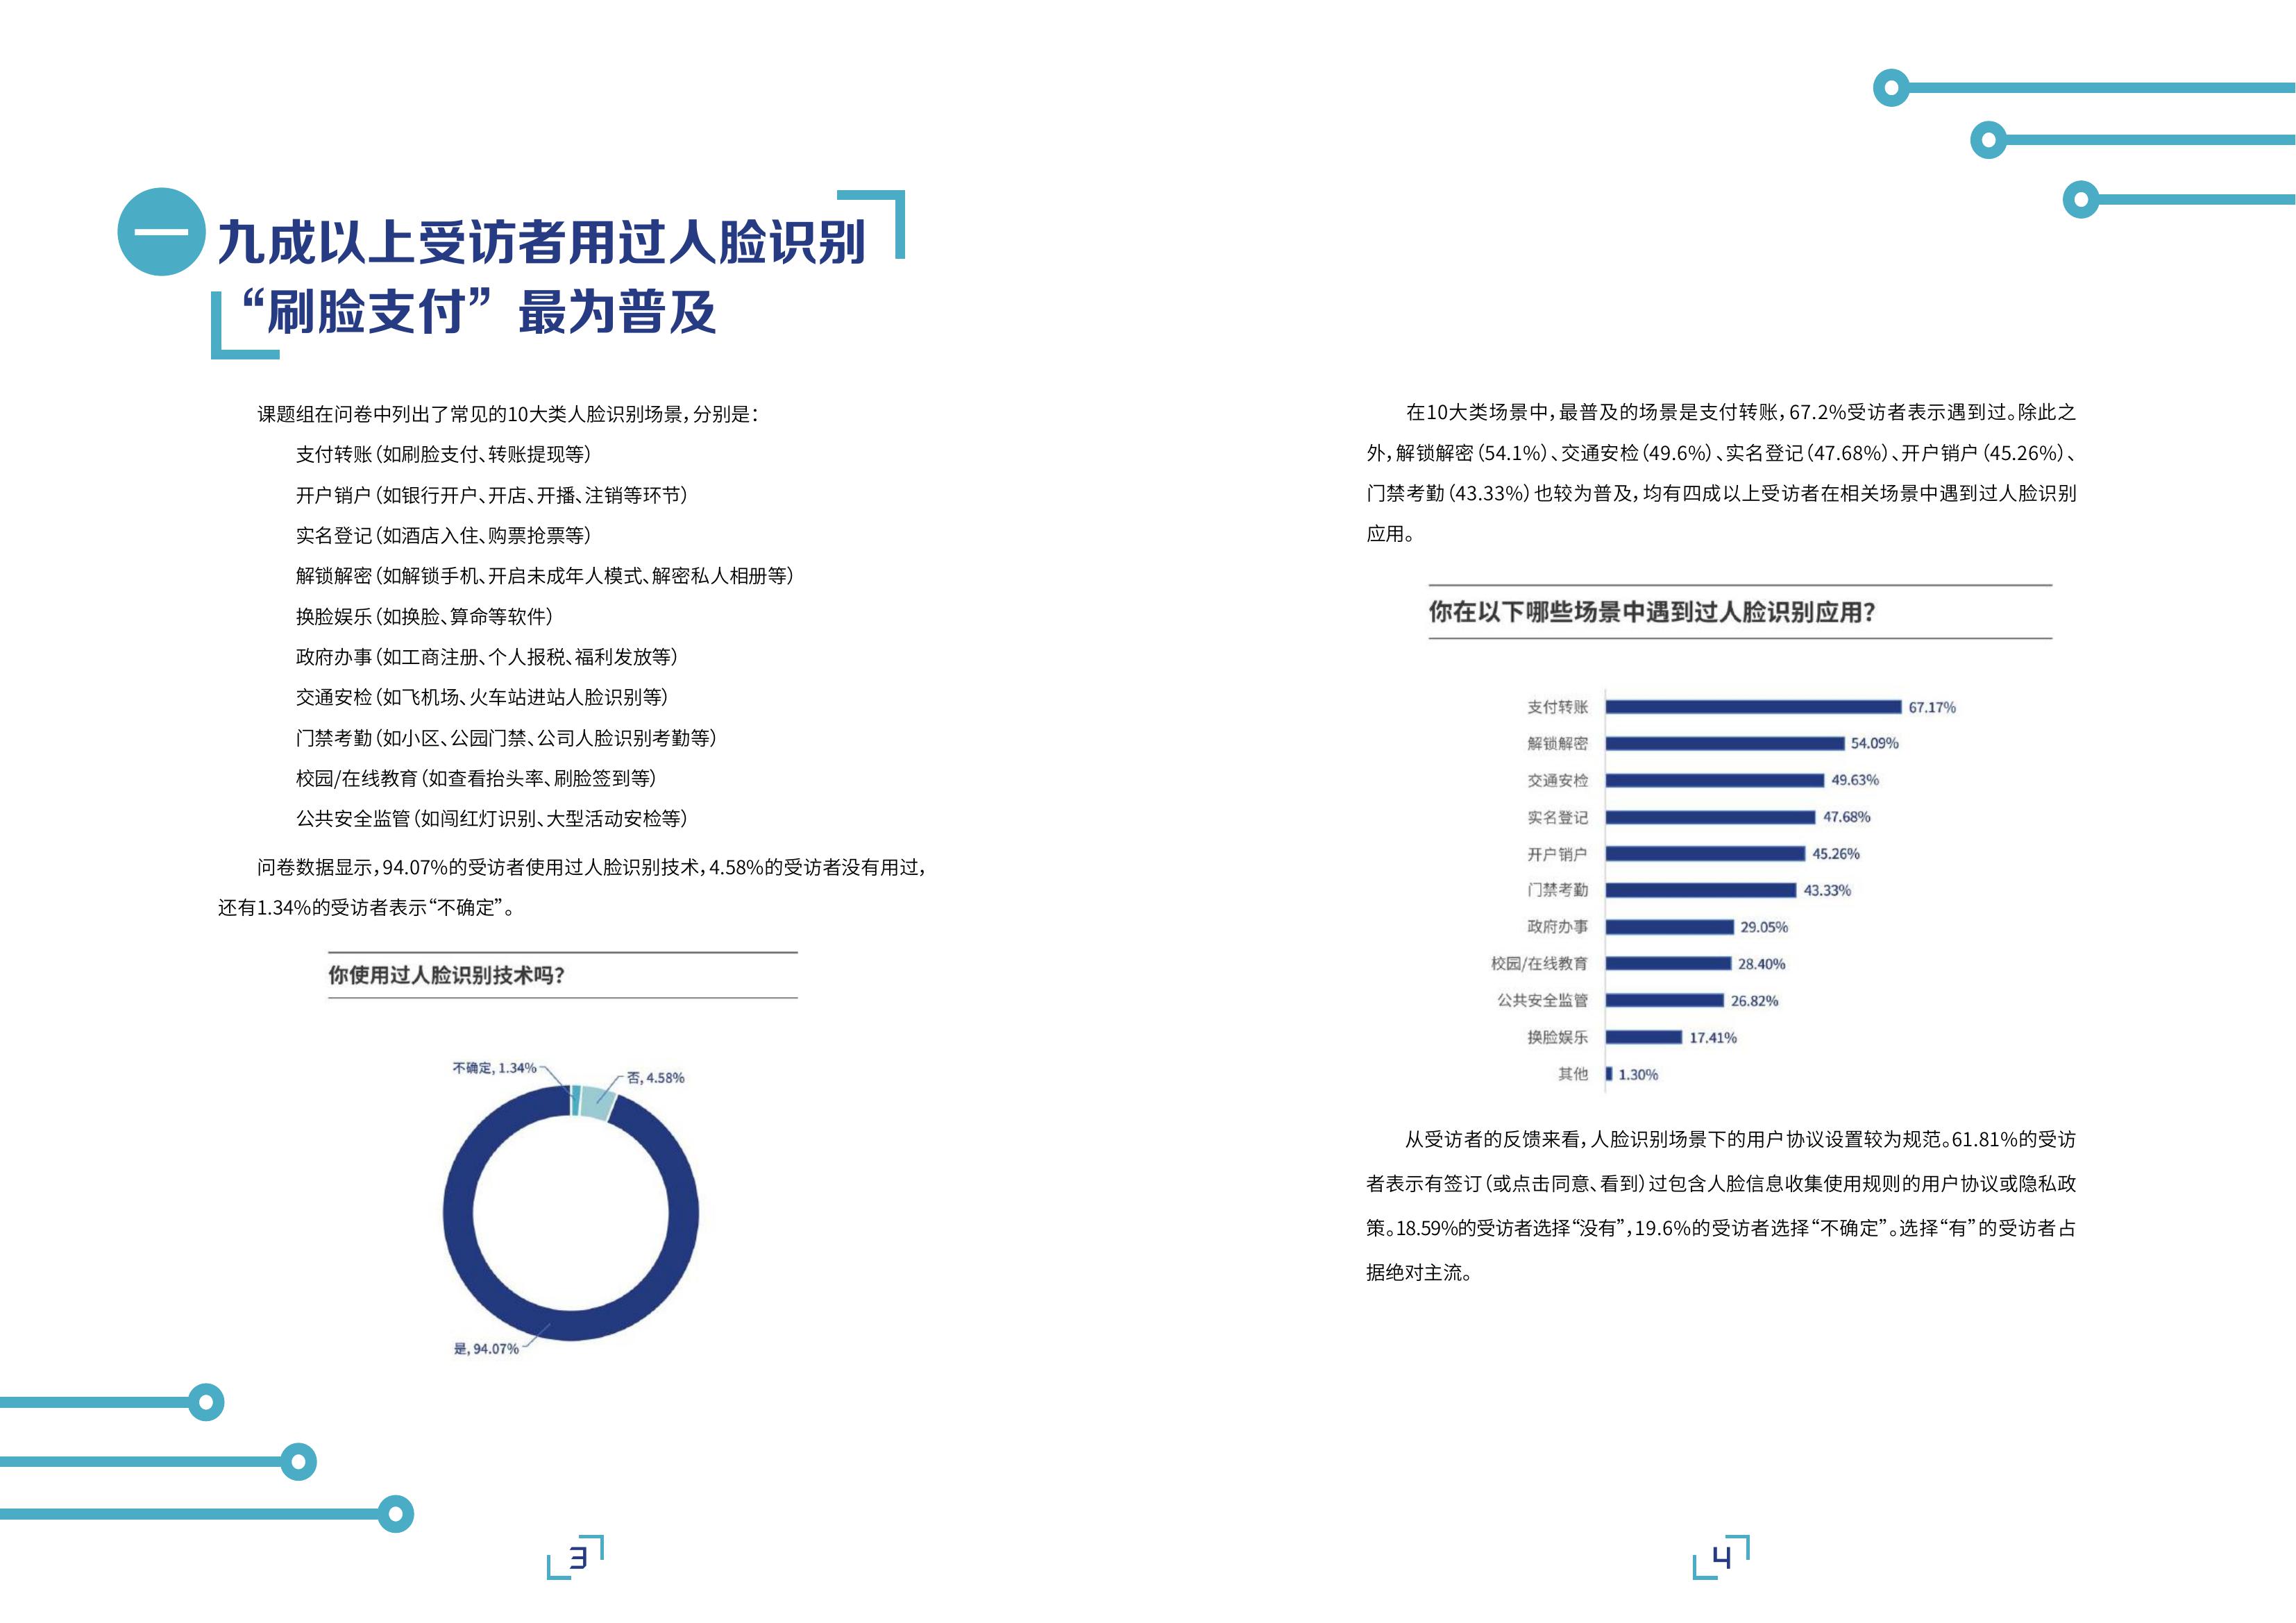 一
九成以上受访者用过人脸识别
“刷脸支付”最为普及
课题组在问卷中列出了常见的10大类人脸识别场景，分别是：
支付转账（如刷脸支付、转账提现等）
开户销户（如银行开户、开店、开播、注销等环节）
实名登记（如酒店入住、购票抢票等）
解锁解密（如解锁手机、开启未成年人模式、解密私人相册等）
换脸娱乐（如换脸、算命等软件）
政府办事（如工商注册、个人报税、福利发放等）
交通安检（如飞机场、火车站进站人脸识别等）
门禁考勤（如小区、公园门禁、公司人脸识别考勤等）
校园/在线教育（如查看抬头率、刷脸签到等）
公共安全监管（如闯红灯识别、大型活动安检等）
问卷数据显示，94.07%的受访者使用过人脸识别技术，4.58%的受访者没有用过，
还有1.34%的受访者表示“不确定”。
你使用过人脸识别技术吗？
不确定, 1.34%
否, 4.58%
是, 94.07%
3
在10大类场景中，最普及的场景是支付转账，67.2%受访者表示遇到过。除此之
外，解锁解密（54.1%）、交通安检（49.6%）、实名登记（47.68%）、开户销户（45.26%）、
门禁考勤（43.33%）也较为普及，均有四成以上受访者在相关场景中遇到过人脸识别
应用。
你在以下哪些场景中遇到过人脸识别应用？
支付转账 67.17%
解锁解密 54.09%
交通安检 49.63%
实名登记 47.68%
开户销户 45.26%
门禁考勤 43.33%
政府办事 29.05%
校园/在线教育 28.40%
公共安全监管 26.82%
换脸娱乐 17.41%
其他 1.30%
从受访者的反馈来看，人脸识别场景下的用户协议设置较为规范。61.81%的受访
者表示有签订（或点击同意、看到）过包含人脸信息收集使用规则的用户协议或隐私政
策。18.59%的受访者选择“没有”，19.6%的受访者选择“不确定”。选择“有”的受访者占
据绝对主流。
4